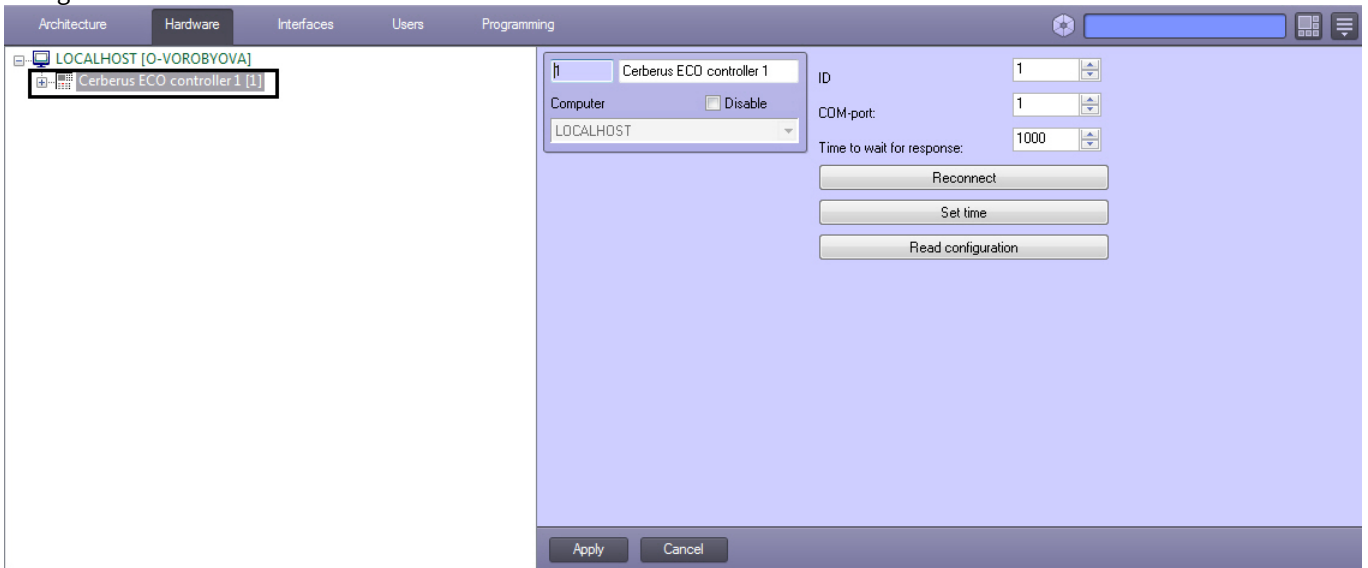 Architecture Hardware Interfaces Users Programming
LOCALHOST [O-VOROBYOVA]
Cerberus ECO controller 1 [1]
1 Cerberus ECO controller 1
Computer Disable
LOCALHOST
ID 1
COM-port: 1
Time to wait for response: 1000
Reconnect
Set time
Read configuration
Apply Cancel